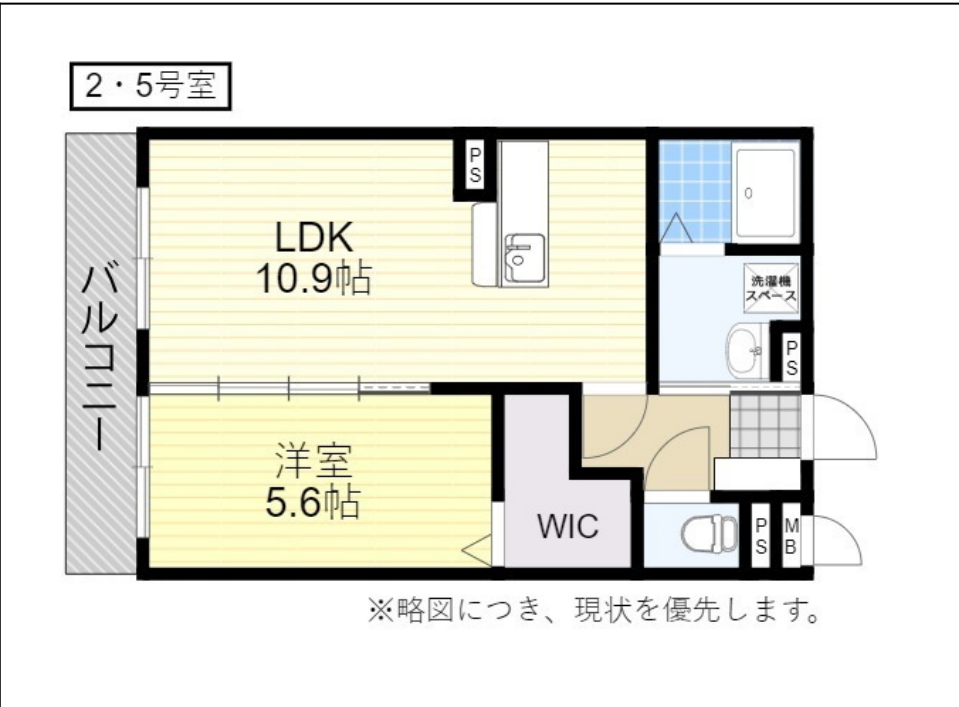 2・5号室
PS
LDK
10.9帖
洗濯機
スペース
バルコニー
PS
洋室
5.6帖
WIC
PS
MB
※略図につき、現状を優先します。